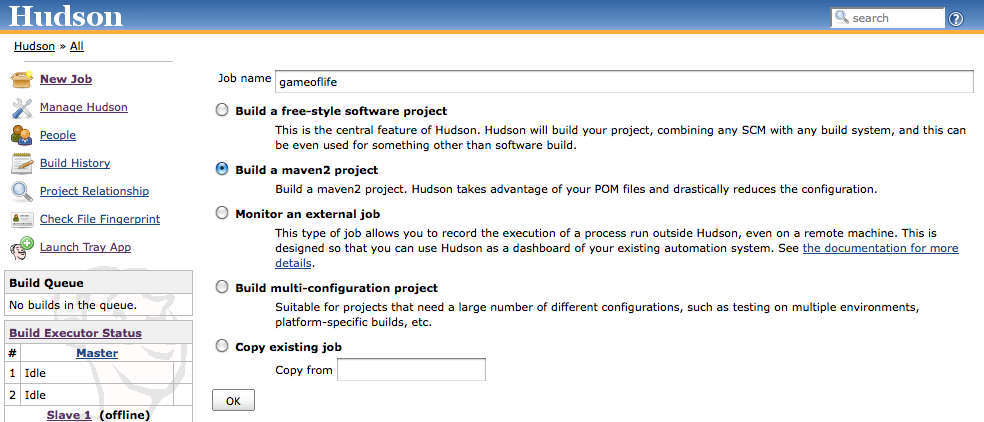 Hudson
search
Hudson » All
New Job
Manage Hudson
People
Build History
Project Relationship
Check File Fingerprint
Launch Tray App
Build Queue
No builds in the queue.
Build Executor Status
# Master
1 Idle
2 Idle
Slave 1 (offline)
Job name gameoflife
Build a free-style software project
This is the central feature of Hudson. Hudson will build your project, combining any SCM with any build system, and this can
be even used for something other than software build.
Build a maven2 project
Build a maven2 project. Hudson takes advantage of your POM files and drastically reduces the configuration.
Monitor an external job
This type of job allows you to record the execution of a process run outside Hudson, even on a remote machine. This is
designed so that you can use Hudson as a dashboard of your existing automation system. See the documentation for more
details.
Build multi-configuration project
Suitable for projects that need a large number of different configurations, such as testing on multiple environments,
platform-specific builds, etc.
Copy existing job
Copy from
OK